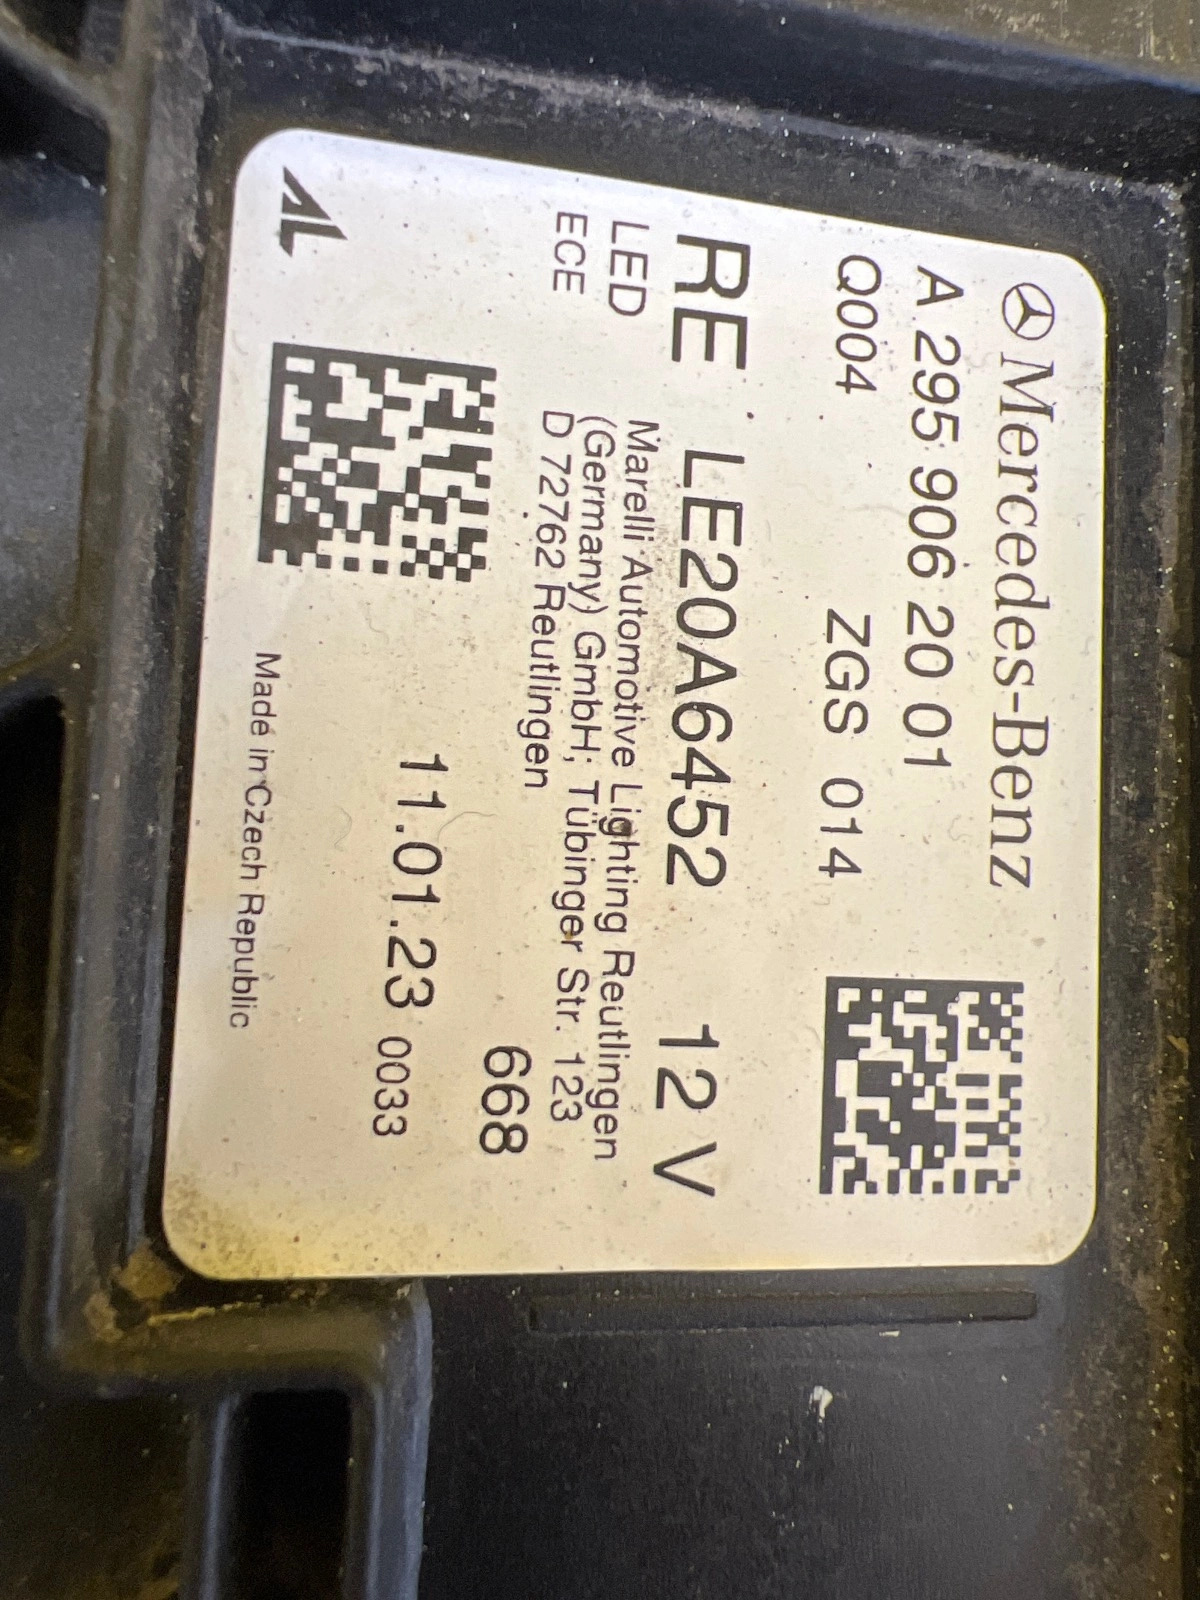 Mercedes-Benz
A 295 906 20 01
Q004 ZGS 014
RE LE20A6452 12 V
LED
ECE
Marelli Automotive Lighting Reutlingen
(Germany) GmbH; Tübinger Str. 123
D 72762 Reutlingen
668
11.01.23 0033
AL
Made in Czech Republic